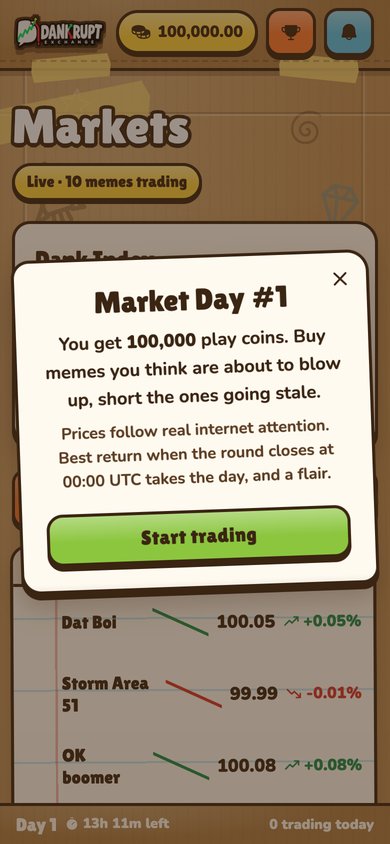 DANKRUPT
EXCHANGE
100,000.00
Markets
Live · 10 memes trading
Dank Index
Market Day #1
You get 100,000 play coins. Buy
memes you think are about to blow
up, short the ones going stale.
Prices follow real internet attention.
Best return when the round closes at
00:00 UTC takes the day, and a flair.
Start trading
Dat Boi 100.05 +0.05%
Storm Area
51 99.99 -0.01%
OK
boomer 100.08 +0.08%
Day 1 13h 11m left 0 trading today